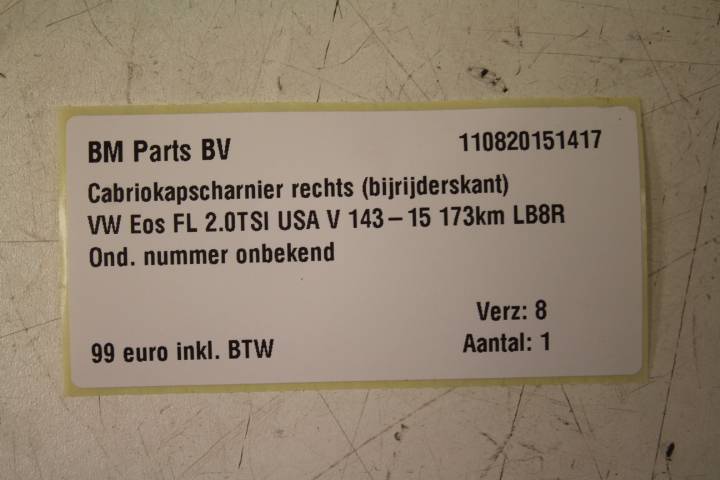 BM Parts BV 110820151417
Cabriokapscharnier rechts (bijrijderskant)
VW Eos FL 2.0TSI USA V 143-15 173km LB8R
Ond. nummer onbekend
Verz: 8
99 euro inkl. BTW Aantal: 1